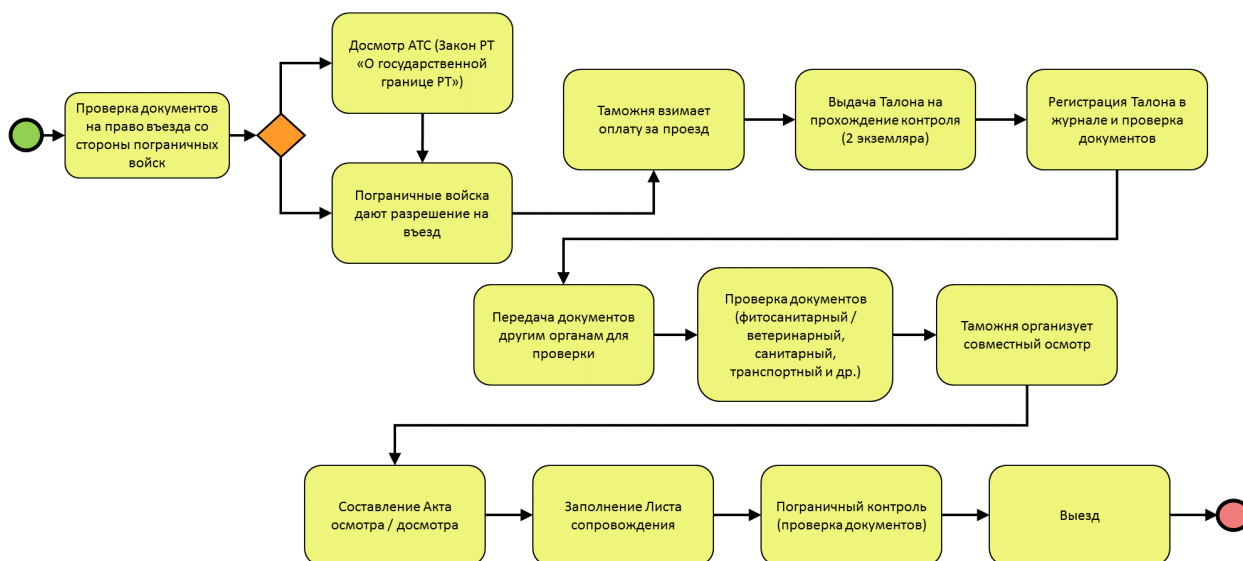 Проверка документов
на право въезда со
стороны пограничных
войск
Досмотр АТС (Закон РТ
«О государственной
границе РТ»)
Пограничные войска
дают разрешение на
въезд
Таможня взимает
оплату за проезд
Выдача Талона на
прохождение контроля
(2 экземляра)
Регистрация Талона в
журнале и проверка
документов
Передача документов
другим органам для
проверки
Проверка документов
(фитосанитарный /
ветеринарный,
санитарный,
транспортный и др.)
Таможня организует
совместный осмотр
Составление Акта
осмотра / досмотра
Заполнение Листа
сопровождения
Пограничный контроль
(проверка документов)
Выезд